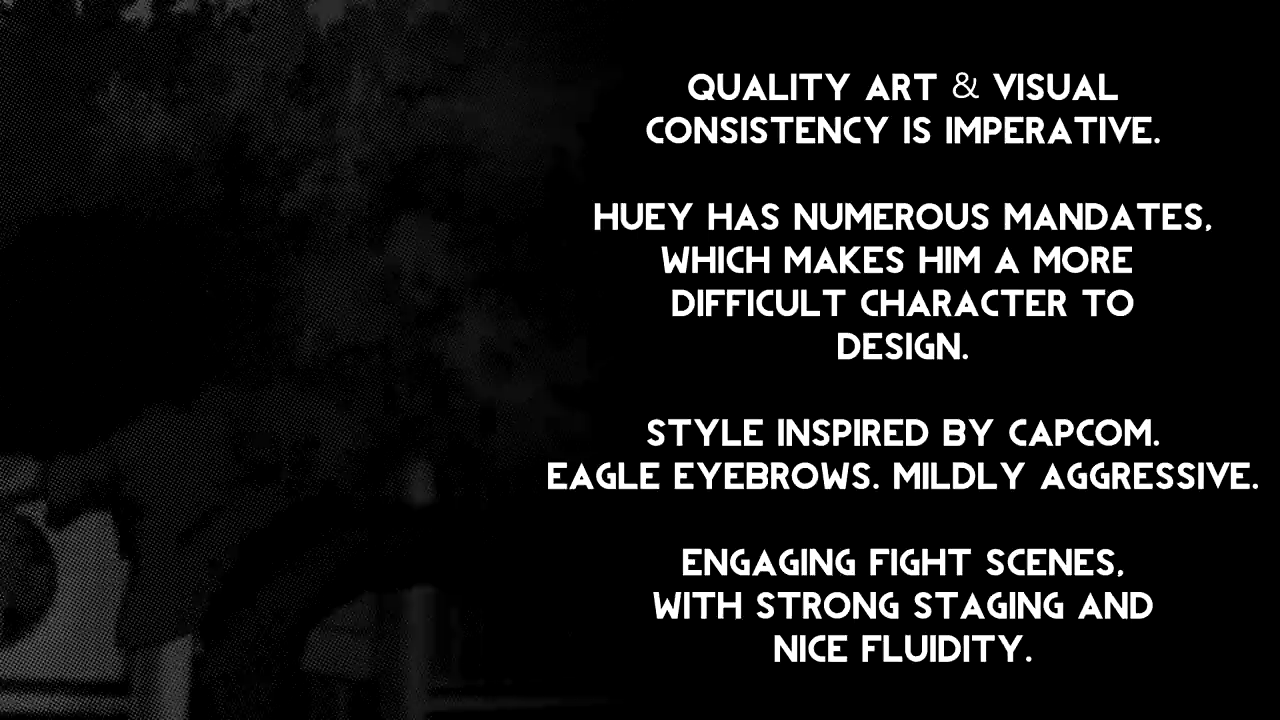 QUALITY ART & VISUAL
CONSISTENCY IS IMPERATIVE.
HUEY HAS NUMEROUS MANDATES,
WHICH MAKES HIM A MORE
DIFFICULT CHARACTER TO
DESIGN.
STYLE INSPIRED BY CAPCOM.
EAGLE EYEBROWS. MILDLY AGGRESSIVE.
ENGAGING FIGHT SCENES,
WITH STRONG STAGING AND
NICE FLUIDITY.